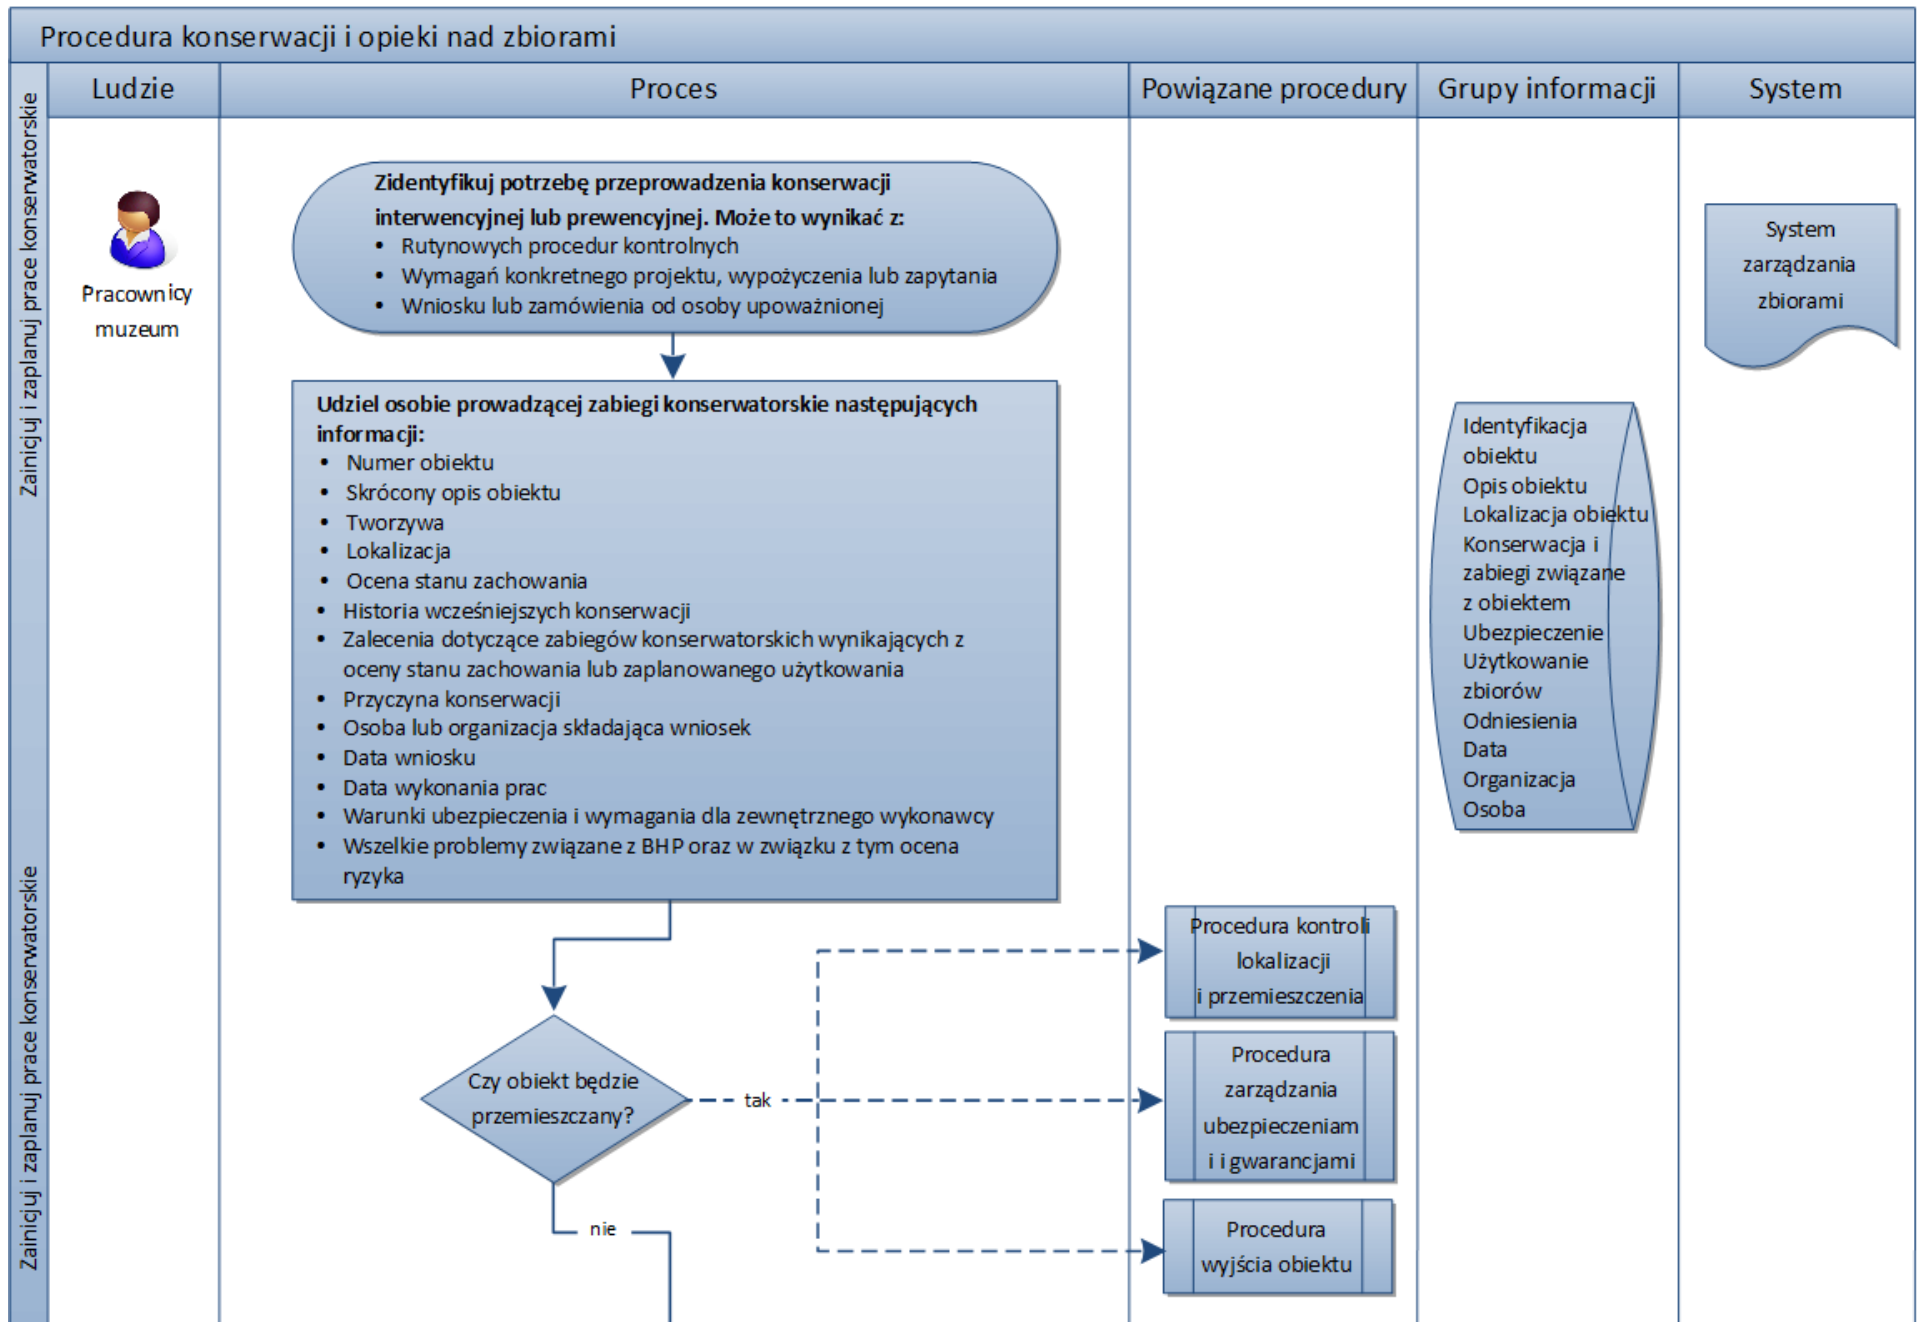 Procedura konserwacji i opieki nad zbiorami
Ludzie
Proces
Powiązane procedury
Grupy informacji
System
Zainicjuj i zaplanuj prace konserwatorskie
Pracownicy
muzeum
Zidentyfikuj potrzebę przeprowadzenia konserwacji
interwencyjnej lub prewencyjnej. Może to wynikać z:
• Rutynowych procedur kontrolnych
• Wymagań konkretnego projektu, wypożyczenia lub zapytania
• Wniosku lub zamówienia od osoby upoważnionej
System
zarządzania
zbiorami
Udziel osobie prowadzącej zabiegi konserwatorskie następujących
informacji:
• Numer obiektu
• Skrócony opis obiektu
• Tworzywa
• Lokalizacja
• Ocena stanu zachowania
• Historia wcześniejszych konserwacji
• Zalecenia dotyczące zabiegów konserwatorskich wynikających z
oceny stanu zachowania lub zaplanowanego użytkowania
• Przyczyna konserwacji
• Osoba lub organizacja składająca wniosek
• Data wniosku
• Data wykonania prac
• Warunki ubezpieczenia i wymagania dla zewnętrznego wykonawcy
• Wszelkie problemy związane z BHP oraz w związku z tym ocena
ryzyka
Identyfikacja
obiektu
Opis obiektu
Lokalizacja obiektu
Konserwacja i
zabiegi związane
z obiektem
Ubezpieczenie
Użytkowanie
zbiorów
Odniesienia
Data
Organizacja
Osoba
Zainicjuj i zaplanuj prace konserwatorskie
Czy obiekt będzie
przemieszczany?
tak
nie
Procedura kontroli
lokalizacji
i przemieszczenia
Procedura
zarządzania
ubezpieczeniam
i i gwarancjami
Procedura
wyjścia obiektu